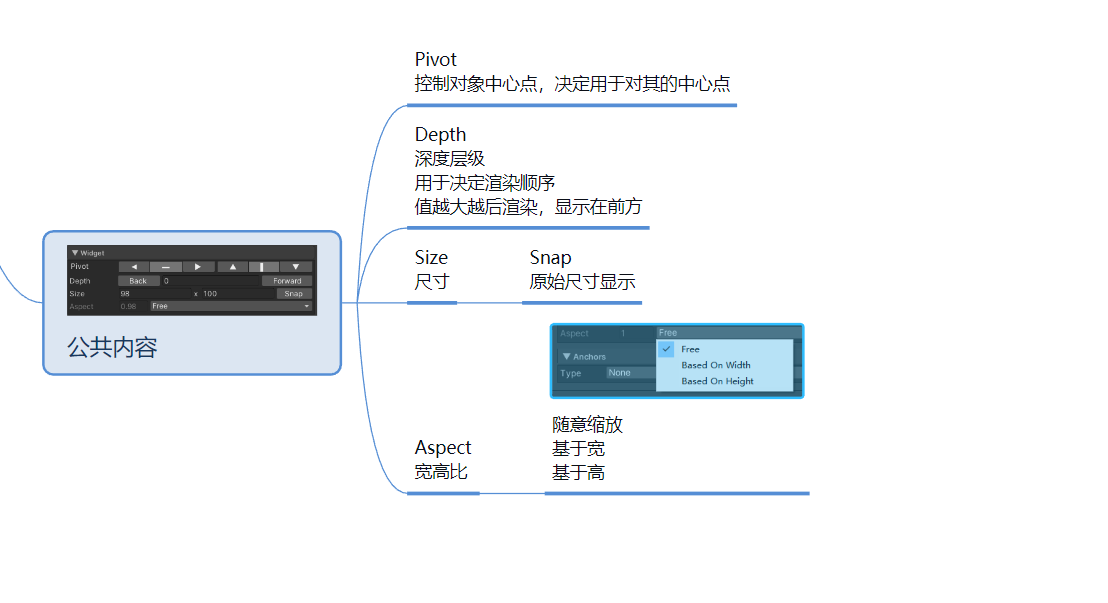 Pivot
控制对象中心点，决定用于对其的中心点
Depth
深度层级
用于决定渲染顺序
值越大越后渲染，显示在前方
Size
尺寸
Snap
原始尺寸显示
Widget
Pivot
Depth Back 0 Forward
Size 98 x 100 Snap
Aspect 0.98 Free
公共内容
Aspect 1 Free
Free
Anchors
Based On Width
Type None
Based On Height
随意缩放
基于宽
基于高
Aspect
宽高比